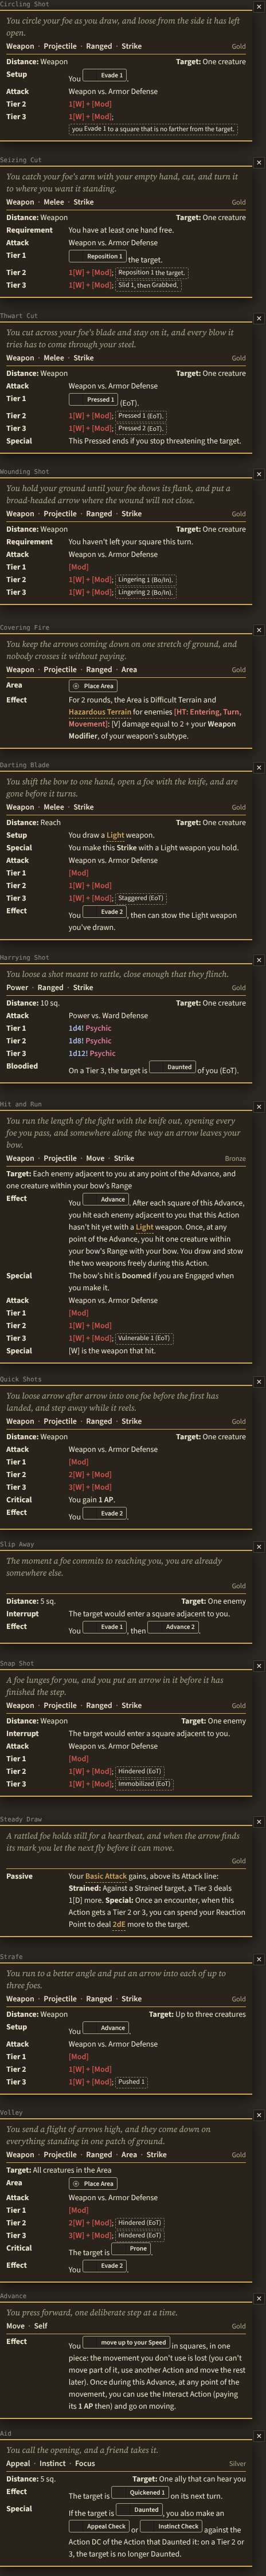 Circling Shot
You circle your foe as you draw, and loose from the side it has left
open.
Weapon · Projectile · Ranged · Strike Gold
Distance: Weapon Target: One creature
Setup You Evade 1.
Attack Weapon vs. Armor Defense
Tier 2 1[W] + [Mod]
Tier 3 1[W] + [Mod];
you Evade 1 to a square that is no farther from the target.
Seizing Cut
You catch your foe's arm with your empty hand, cut, and turn it
to where you want it standing.
Weapon · Melee · Strike Gold
Distance: Weapon Target: One creature
Requirement You have at least one hand free.
Attack Weapon vs. Armor Defense
Tier 1 Reposition 1 the target.
Tier 2 1[W] + [Mod]; Reposition 1 the target.
Tier 3 1[W] + [Mod]; Slid 1, then Grabbed.
Thwart Cut
You cut across your foe's blade and stay on it, and every blow it
tries has to come through your steel.
Weapon · Melee · Strike Gold
Distance: Weapon Target: One creature
Attack Weapon vs. Armor Defense
Tier 1 Pressed 1 (EoT).
Tier 2 1[W] + [Mod]; Pressed 1 (EoT).
Tier 3 1[W] + [Mod]; Pressed 2 (EoT).
Special This Pressed ends if you stop threatening the target.
Wounding Shot
You hold your ground until your foe shows its flank, and put a
broad-headed arrow where the wound will not close.
Weapon · Projectile · Ranged · Strike Gold
Distance: Weapon Target: One creature
Requirement You haven't left your square this turn.
Attack Weapon vs. Armor Defense
Tier 1 [Mod]
Tier 2 1[W] + [Mod]; Lingering 1 (Bo/In).
Tier 3 1[W] + [Mod]; Lingering 2 (Bo/In).
Covering Fire
You keep the arrows coming down on one stretch of ground, and
nobody crosses it without paying.
Weapon · Projectile · Ranged · Area Gold
Area Place Area
Effect For 2 rounds, the Area is Difficult Terrain and
Hazardous Terrain for enemies [HT: Entering, Turn,
Movement]: [V] damage equal to 2 + your Weapon
Modifier, of your weapon's subtype.
Darting Blade
You shift the bow to one hand, open a foe with the knife, and are
gone before it turns.
Weapon · Melee · Strike Gold
Distance: Reach Target: One creature
Setup You draw a Light weapon.
Special You make this Strike with a Light weapon you hold.
Attack Weapon vs. Armor Defense
Tier 1 [Mod]
Tier 2 1[W] + [Mod]
Tier 3 1[W] + [Mod]; Staggered (EoT)
Effect You Evade 2, then can stow the Light weapon
you've drawn.
Harrying Shot
You loose a shot meant to rattle, close enough that they flinch.
Power · Ranged · Strike Gold
Distance: 10 sq. Target: One creature
Attack Power vs. Ward Defense
Tier 1 1d4! Psychic
Tier 2 1d8! Psychic
Tier 3 1d12! Psychic
Bloodied On a Tier 3, the target is Daunted of you (EoT).
Hit and Run
You run the length of the fight with the knife out, opening every
foe you pass, and somewhere along the way an arrow leaves your
bow.
Weapon · Projectile · Move · Strike Bronze
Target: Each enemy adjacent to you at any point of the Advance, and
one creature within your bow's Range
Effect You Advance. After each square of this Advance,
you hit each enemy adjacent to you that this Action
hasn't hit yet with a Light weapon. Once, at any
point of the Advance, you hit one creature within
your bow's Range with your bow. You draw and stow
the two weapons freely during this Action.
Special The bow's hit is Doomed if you are Engaged when
you make it.
Attack Weapon vs. Armor Defense
Tier 1 [Mod]
Tier 2 1[W] + [Mod]
Tier 3 1[W] + [Mod]; Vulnerable 1 (EoT)
Special [W] is the weapon that hit.
Quick Shots
You loose arrow after arrow into one foe before the first has
landed, and step away while it reels.
Weapon · Projectile · Ranged · Strike Gold
Distance: Weapon Target: One creature
Attack Weapon vs. Armor Defense
Tier 1 [Mod]
Tier 2 2[W] + [Mod]
Tier 3 3[W] + [Mod]
Critical You gain 1 AP.
Effect You Evade 2.
Slip Away
The moment a foe commits to reaching you, you are already
somewhere else.
Gold
Distance: 5 sq. Target: One enemy
Interrupt The target would enter a square adjacent to you.
Effect You Evade 1, then Advance 2.
Snap Shot
A foe lunges for you, and you put an arrow in it before it has
finished the step.
Weapon · Projectile · Ranged · Strike Gold
Distance: Weapon Target: One enemy
Interrupt The target would enter a square adjacent to you.
Attack Weapon vs. Armor Defense
Tier 1 [Mod]
Tier 2 1[W] + [Mod]; Hindered (EoT)
Tier 3 1[W] + [Mod]; Immobilized (EoT)
Steady Draw
A rattled foe holds still for a heartbeat, and when the arrow finds
its mark you let the next fly before it can move.
Gold
Passive Your Basic Attack gains, above its Attack line:
Strained: Against a Strained target, a Tier 3 deals
1[D] more. Special: Once an encounter, when this
Action gets a Tier 2 or 3, you can spend your Reaction
Point to deal 2dE more to the target.
Strafe
You run to a better angle and put an arrow into each of up to
three foes.
Weapon · Projectile · Ranged · Strike Gold
Distance: Weapon Target: Up to three creatures
Setup You Advance.
Attack Weapon vs. Armor Defense
Tier 1 [Mod]
Tier 2 1[W] + [Mod]
Tier 3 1[W] + [Mod]; Pushed 1
Volley
You send a flight of arrows high, and they come down on
everything standing in one patch of ground.
Weapon · Projectile · Ranged · Area · Strike Gold
Target: All creatures in the Area
Area Place Area
Attack Weapon vs. Armor Defense
Tier 1 [Mod]
Tier 2 2[W] + [Mod]; Hindered (EoT)
Tier 3 3[W] + [Mod]; Hindered (EoT)
Critical The target is Prone.
Effect You Evade 2.
Advance
You press forward, one deliberate step at a time.
Move · Self Gold
Effect You move up to your Speed in squares, in one
piece: the movement you don't use is lost (you can't
move part of it, use another Action and move the rest
later). Once during this Advance, at any point of the
movement, you can use the Interact Action (paying
its 1 AP then) and go on moving.
Aid
You call the opening, and a friend takes it.
Appeal · Instinct · Focus Silver
Distance: 5 sq. Target: One ally that can hear you
Effect The target is Quickened 1 on its next turn.
Special If the target is Daunted, you also make an
Appeal Check or Instinct Check against the
Action DC of the Action that Daunted it: on a Tier 2 or
3, the target is no longer Daunted.